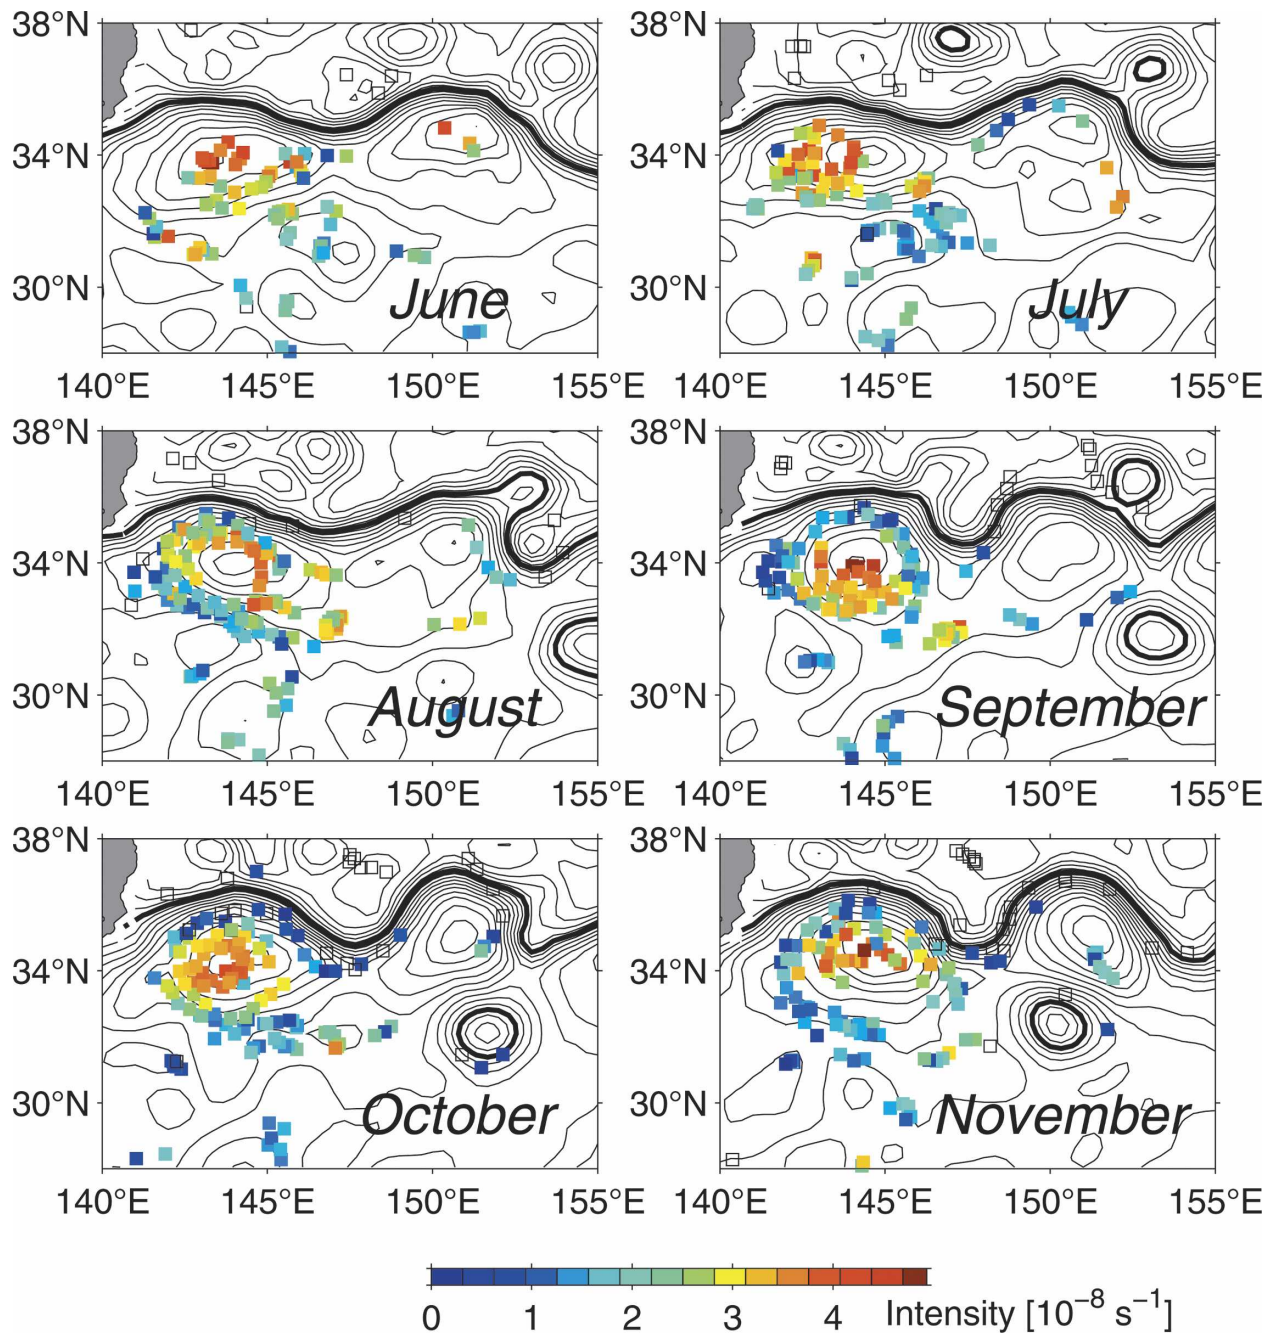 38°N 38°N
34°N 34°N
30°N June 30°N July
140°E 145°E 150°E 155°E 140°E 145°E 150°E 155°E
38°N 38°N
34°N 34°N
30°N August 30°N September
140°E 145°E 150°E 155°E 140°E 145°E 150°E 155°E
38°N 38°N
34°N 34°N
30°N October 30°N November
140°E 145°E 150°E 155°E 140°E 145°E 150°E 155°E
0 1 2 3 4 Intensity [10⁻⁸ s⁻¹]